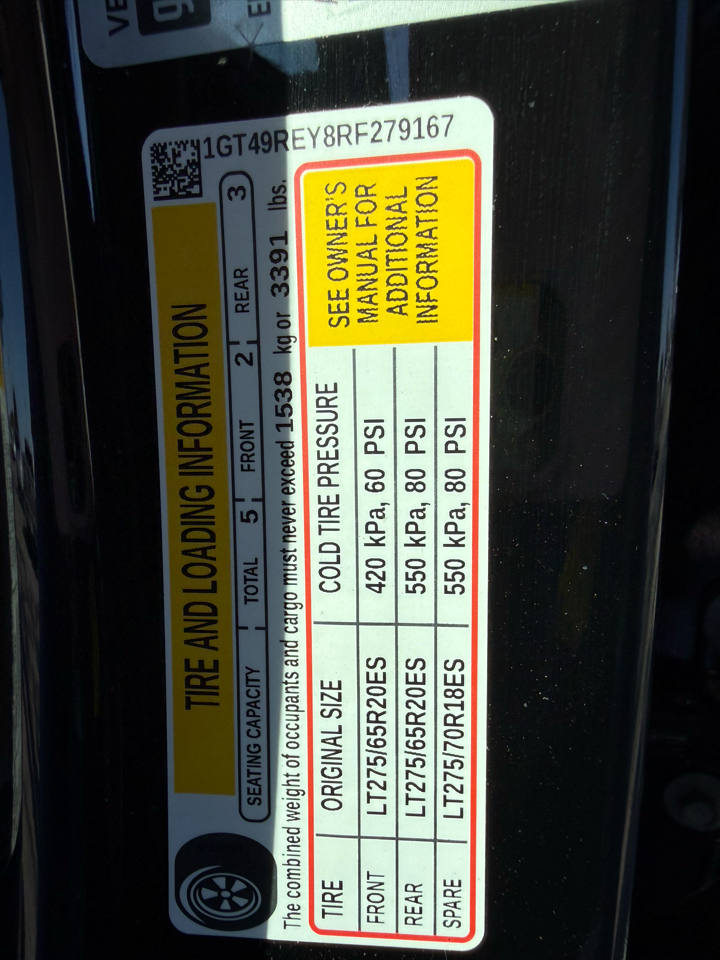 1GT49REY8RF279167
TIRE AND LOADING INFORMATION
SEATING CAPACITY TOTAL 5 FRONT 2 REAR 3
The combined weight of occupants and cargo must never exceed 1538 kg or 3391 lbs.
TIRE ORIGINAL SIZE COLD TIRE PRESSURE
FRONT LT275/65R20ES 420 kPa, 60 PSI
REAR LT275/65R20ES 550 kPa, 80 PSI
SPARE LT275/70R18ES 550 kPa, 80 PSI
SEE OWNER'S
MANUAL FOR
ADDITIONAL
INFORMATION